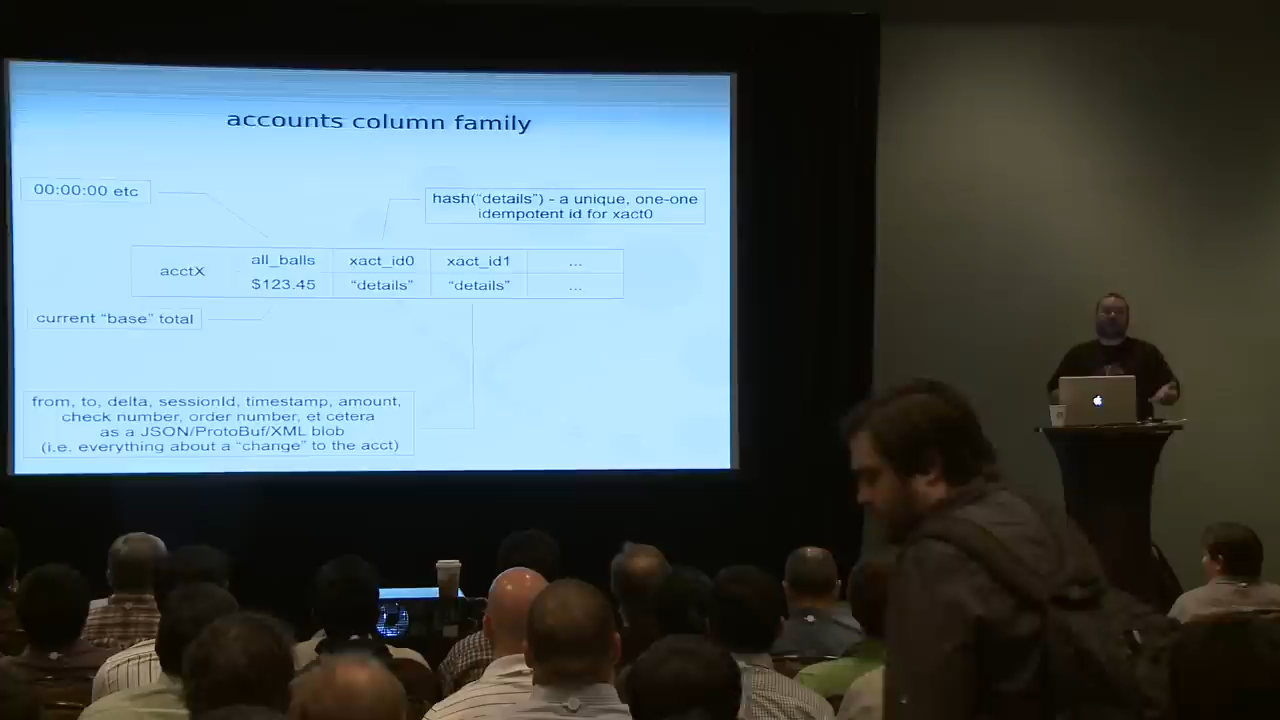 accounts column family
00:00:00 etc
hash(“details”) - a unique, one-one
idempotent id for xact0
acctX
all_balls
xact_id0
xact_id1
...
$123.45
“details”
“details”
...
current “base” total
from, to, delta, sessionId, timestamp, amount,
check number, order number, et cetera
as a JSON/ProtoBuf/XML blob
(i.e. everything about a “change” to the acct)